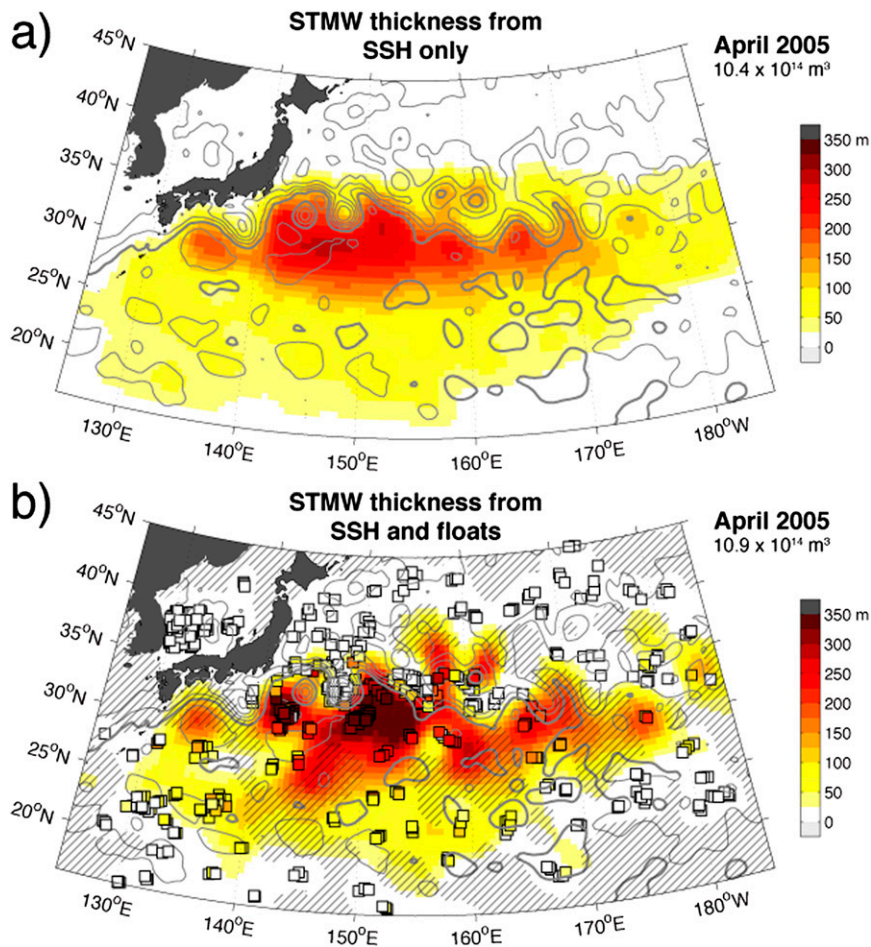 a)
STMW thickness from
SSH only
April 2005
10.4 x 10¹⁴ m³
45°N
40°N
35°N
30°N
25°N
20°N
130°E
140°E
150°E
160°E
170°E
180°W
350 m
300
250
200
150
100
50
0
b)
STMW thickness from
SSH and floats
April 2005
10.9 x 10¹⁴ m³
45°N
40°N
35°N
30°N
25°N
20°N
130°E
140°E
150°E
160°E
170°E
180°W
350 m
300
250
200
150
100
50
0